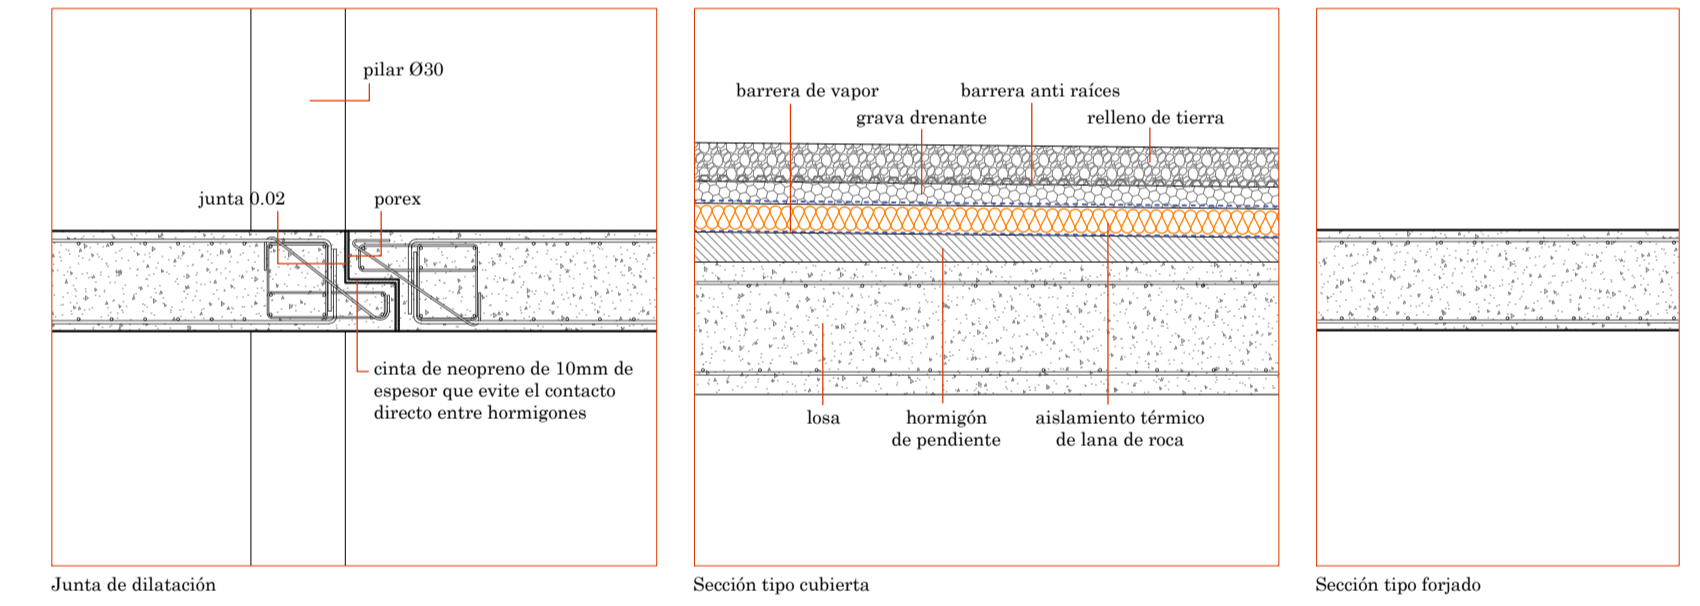 pilar Ø30
junta 0.02
porex
cinta de neopreno de 10mm de
espesor que evite el contacto
directo entre hormigones
Junta de dilatación
barrera de vapor
barrera anti raíces
grava drenante
relleno de tierra
losa
hormigón
de pendiente
aislamiento térmico
de lana de roca
Sección tipo cubierta
Sección tipo forjado